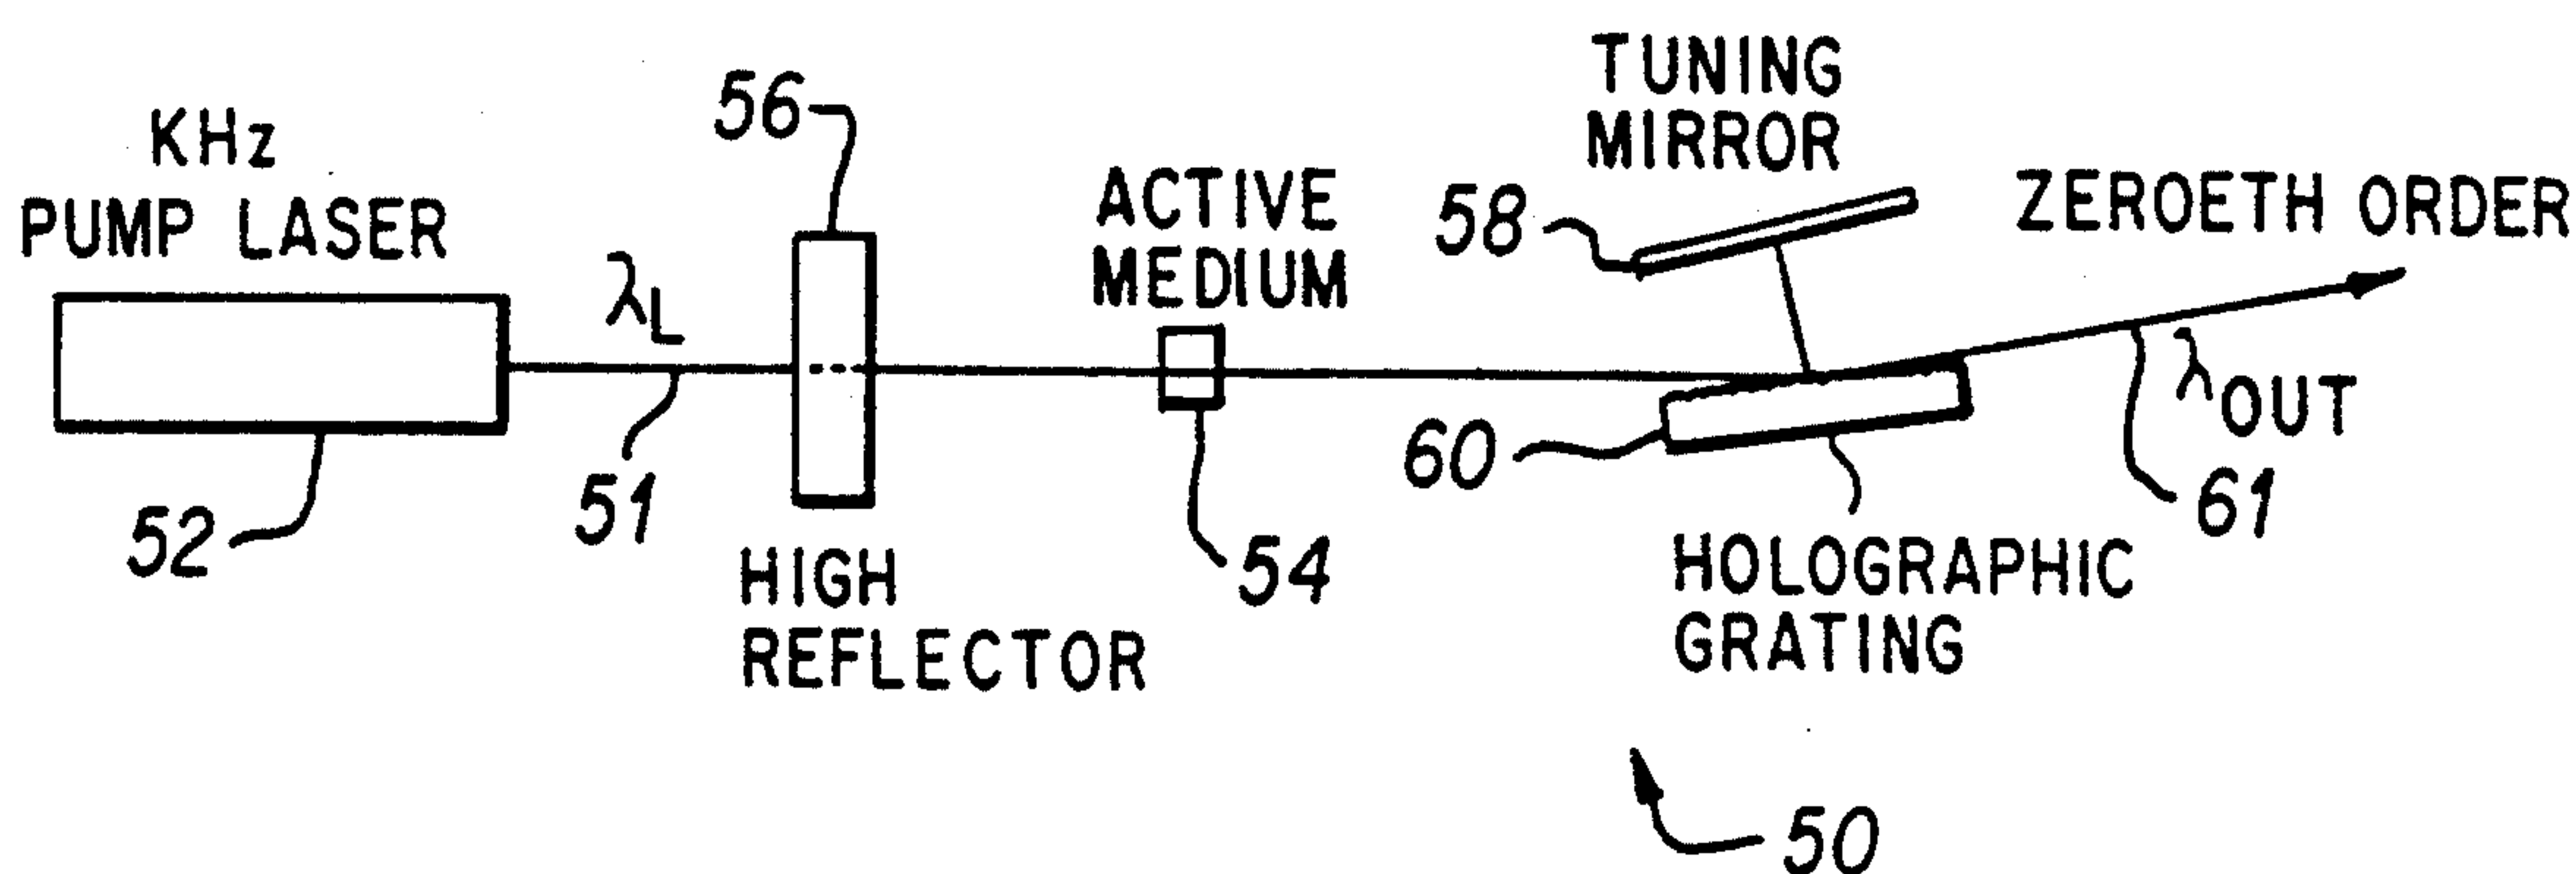 KHz
PUMP LASER
λL
56
ACTIVE
MEDIUM
TUNING
MIRROR
58
ZEROETH ORDER
λOUT
52
51
HIGH
REFLECTOR
54
60
HOLOGRAPHIC
GRATING
61
50